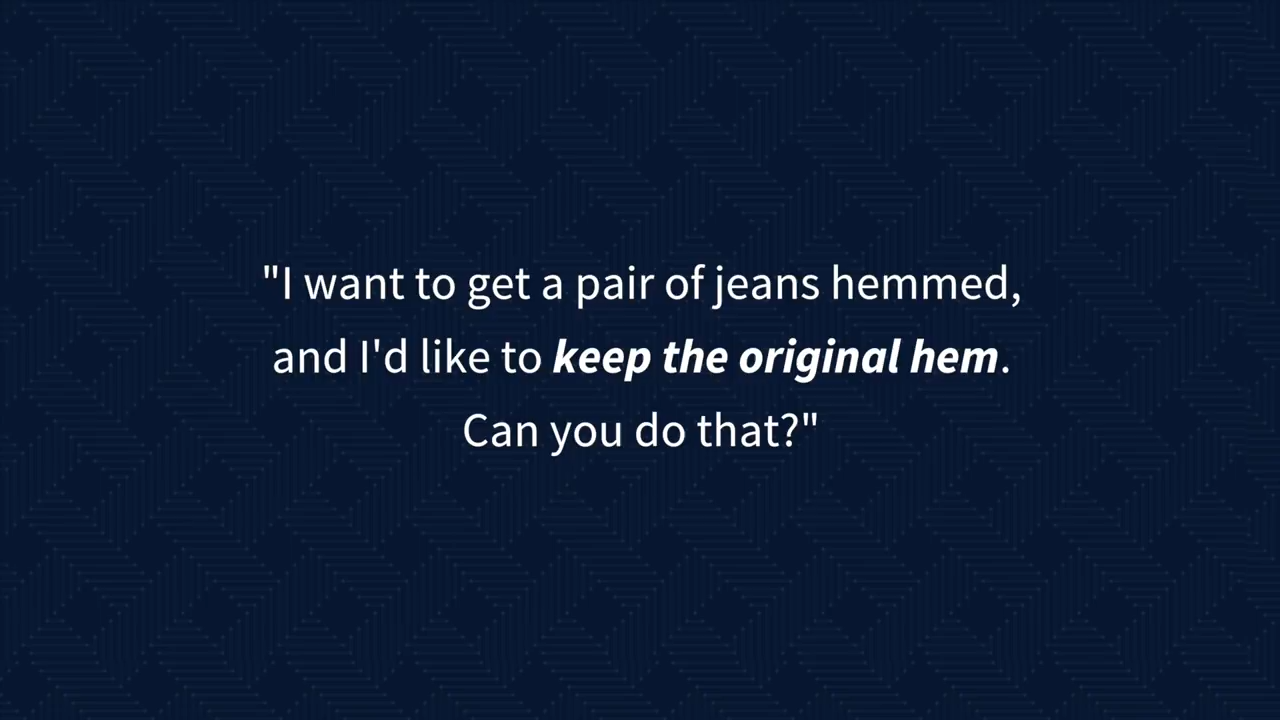 "I want to get a pair of jeans hemmed,
and I'd like to keep the original hem.
Can you do that?"